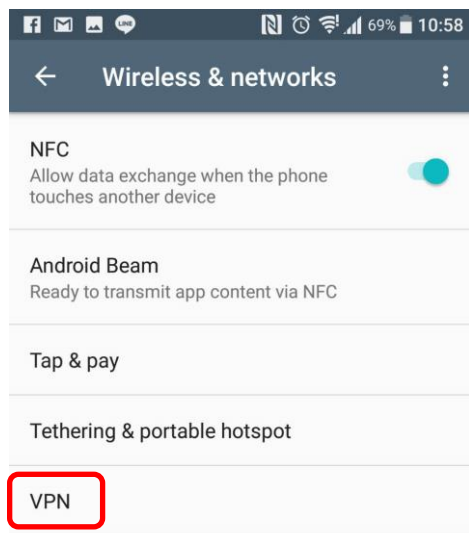 69% 10:58
Wireless & networks
NFC
Allow data exchange when the phone
touches another device
Android Beam
Ready to transmit app content via NFC
Tap & pay
Tethering & portable hotspot
VPN